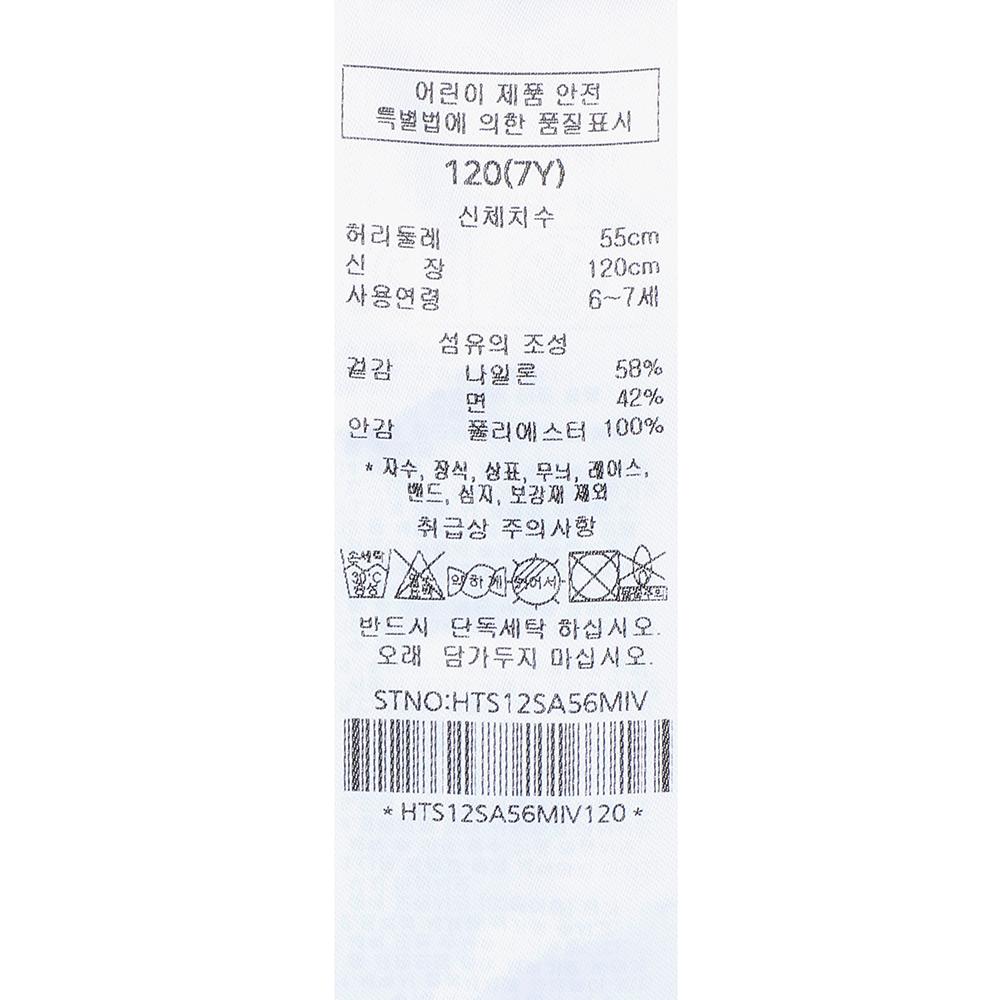 어린이 제품 안전
특별법에 의한 품질표시
120(7Y)
신체치수
허리둘레 55cm
신 장 120cm
사용연령 6~7세
섬유의 조성
겉감 나일론 58%
면 42%
안감 폴리에스터 100%
* 자수, 장식, 상표, 무늬, 레이스,
밴드, 심지, 보강재 제외
취급상 주의사항
손세탁
30°C
중성
약하게
뉘어서
반드시 단독세탁 하십시오.
오래 담가두지 마십시오.
STNO:HTS12SA56MIV
* HTS12SA56MIV120 *